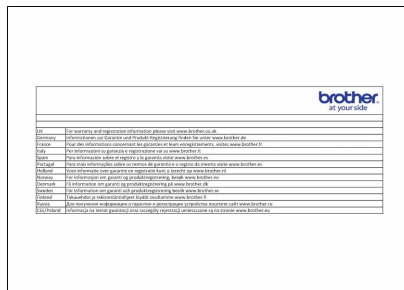 brother
at your side
UK For warranty and registration information please visit www.brother.co.uk
Germany Informationen zur Garantie und Produkt-Registrierung finden Sie unter www.brother.de
France Pour des informations concernant les garanties et leurs enregistrements, visitez www.brother.fr
Italy Per informazioni su garanzia e registrazione vai su www.brother.it
Spain Para información sobre el registro y la garantía visite www.brother.es
Portugal Para mais informações sobre os termos de garantia e o registo do mesmo visite www.brother.es
Holland Voor informatie over garantie en registratie kunt u terecht op www.brother.nl
Norway For informasjon om garanti og produktregistrering, besøk www.brother.no
Denmark Få information om garanti og produktregistrering på www.brother.dk
Sweden För information om garanti och produktregistrering besök www.brother.se
Finland Takuuehdot ja rekisteröintiohjeet löydät sivultamme www.brother.fi
Russia Для получения информации о гарантии и регистрации устройства посетите сайт www.brother.ru
CEE/Poland Informacja na temat gwarancji oraz szczegóły rejestracji umieszczone są na stronie www.brother.eu